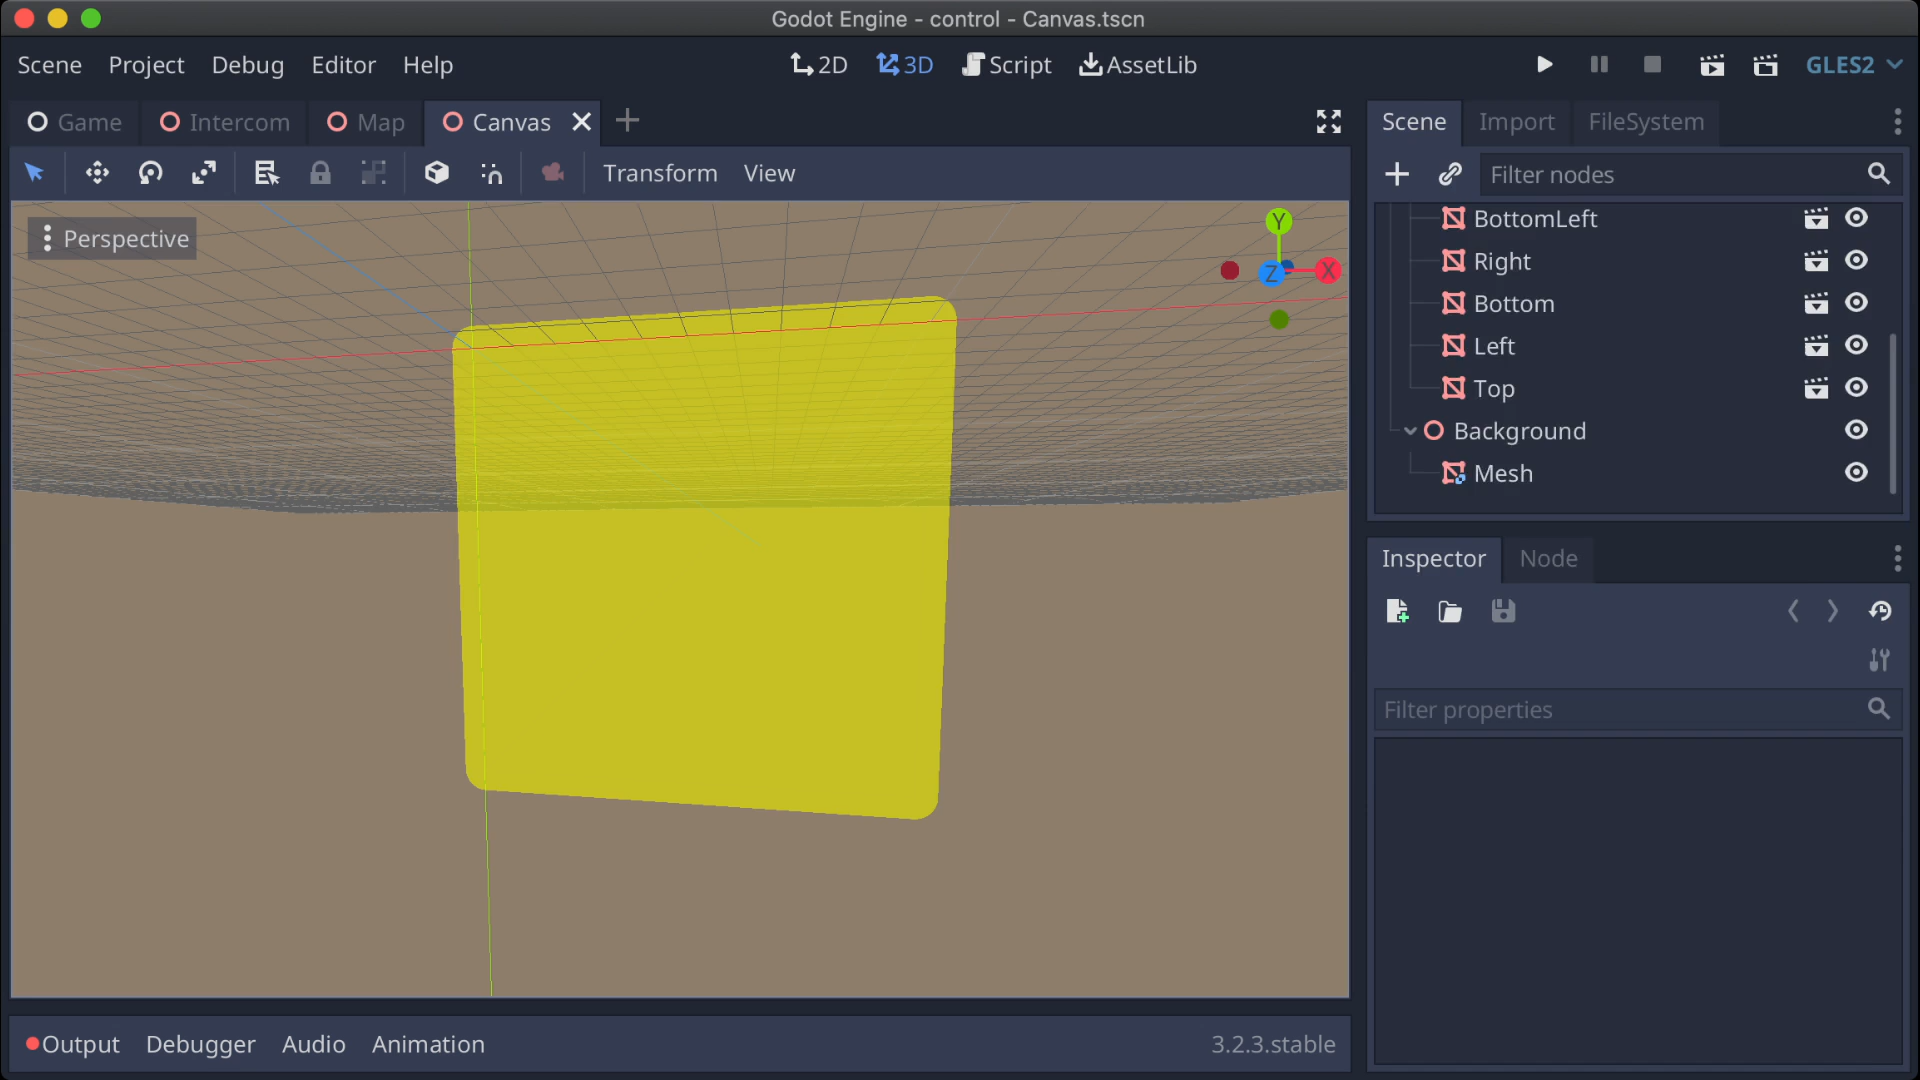 Godot Engine - control - Canvas.tscn
Scene Project Debug Editor Help 2D 3D Script AssetLib GLES2
Game Intercom Map Canvas
Transform View
Perspective
Y
Z X
Scene Import FileSystem
Filter nodes
BottomLeft
Right
Bottom
Left
Top
Background
Mesh
Inspector Node
Filter properties
Output Debugger Audio Animation 3.2.3.stable